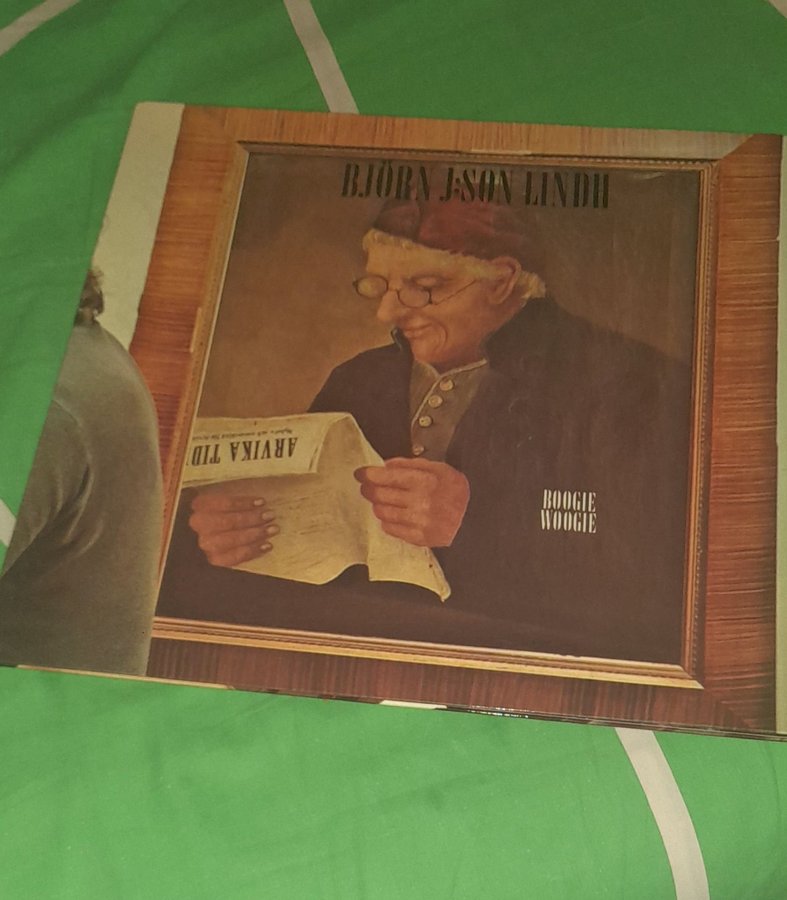 BJÖRN J:SON LINDH
ARVIKA TID
BOOGIE
WOOGIE